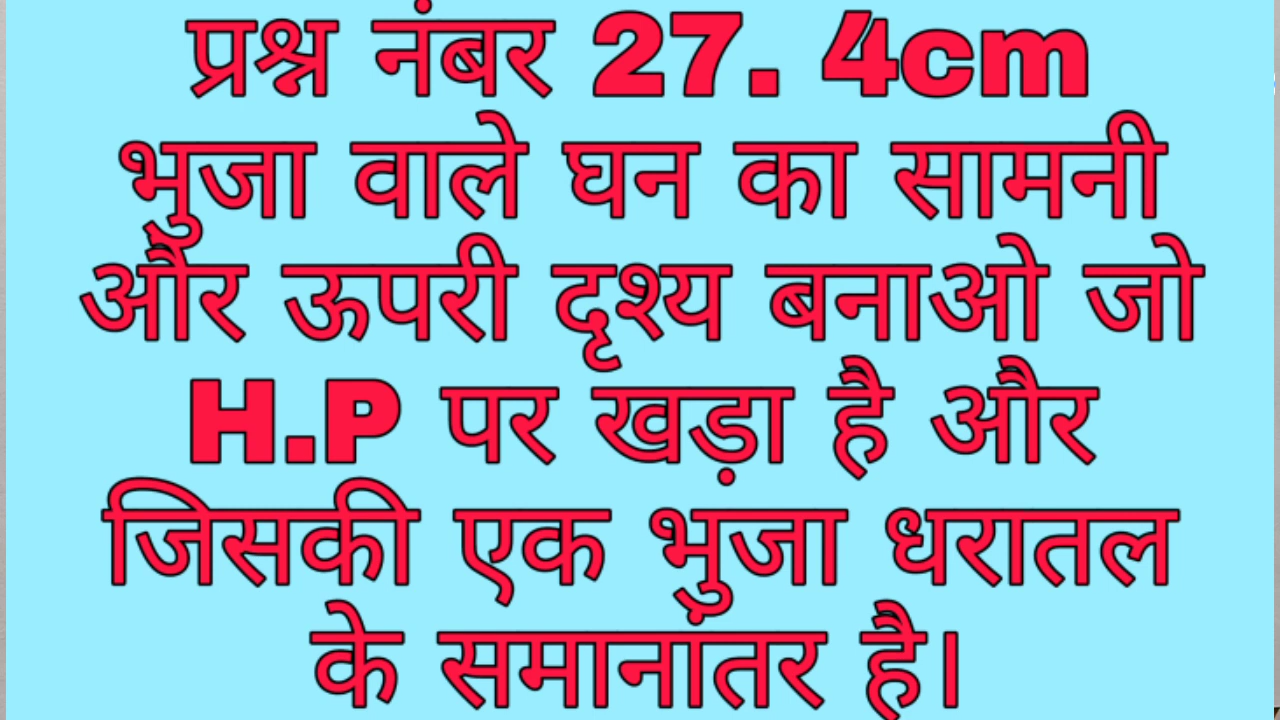 प्रश्न नंबर 27. 4cm
भुजा वाले घन का सामनी
और ऊपरी दृश्य बनाओ जो
H.P पर खड़ा है और
जिसकी एक भुजा धरातल
के समानांतर है।